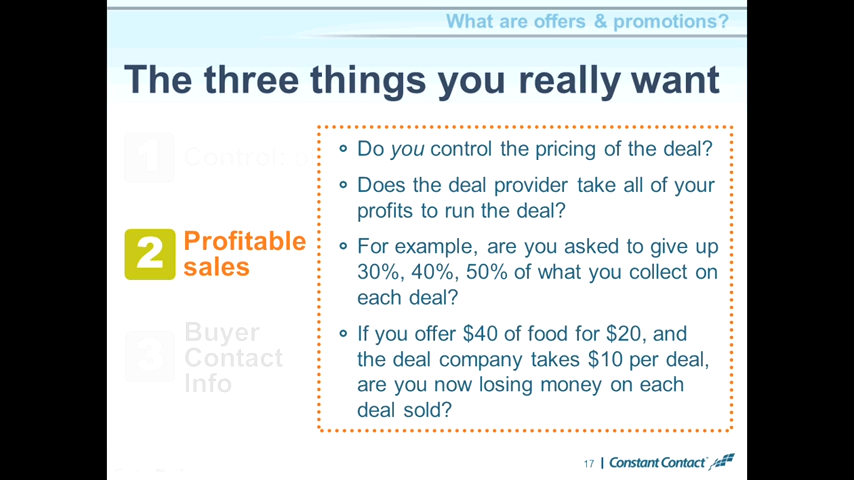 What are offers & promotions?
The three things you really want
1 Control:
2 Profitable
sales
3 Buyer
Contact
Info
Do you control the pricing of the deal?
Does the deal provider take all of your
profits to run the deal?
For example, are you asked to give up
30%, 40%, 50% of what you collect on
each deal?
If you offer $40 of food for $20, and
the deal company takes $10 per deal,
are you now losing money on each
deal sold?
17 | Constant Contact